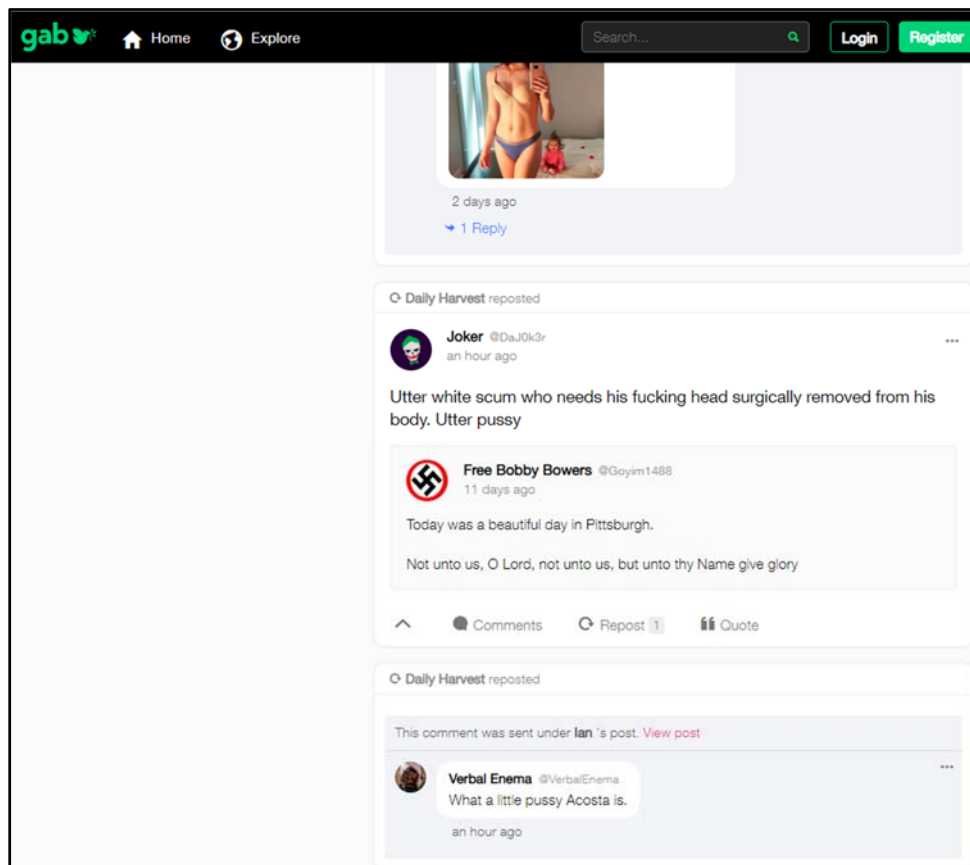 gab
Home
Explore
Search...
Login
Register
2 days ago
1 Reply
Daily Harvest reposted
Joker @DaJ0k3r
an hour ago
Utter white scum who needs his fucking head surgically removed from his
body. Utter pussy
Free Bobby Bowers @Goyim1488
11 days ago
Today was a beautiful day in Pittsburgh.
Not unto us, O Lord, not unto us, but unto thy Name give glory
Comments
Repost 1
Quote
Daily Harvest reposted
This comment was sent under Ian 's post. View post
Verbal Enema @VerbalEnema
What a little pussy Acosta is.
an hour ago